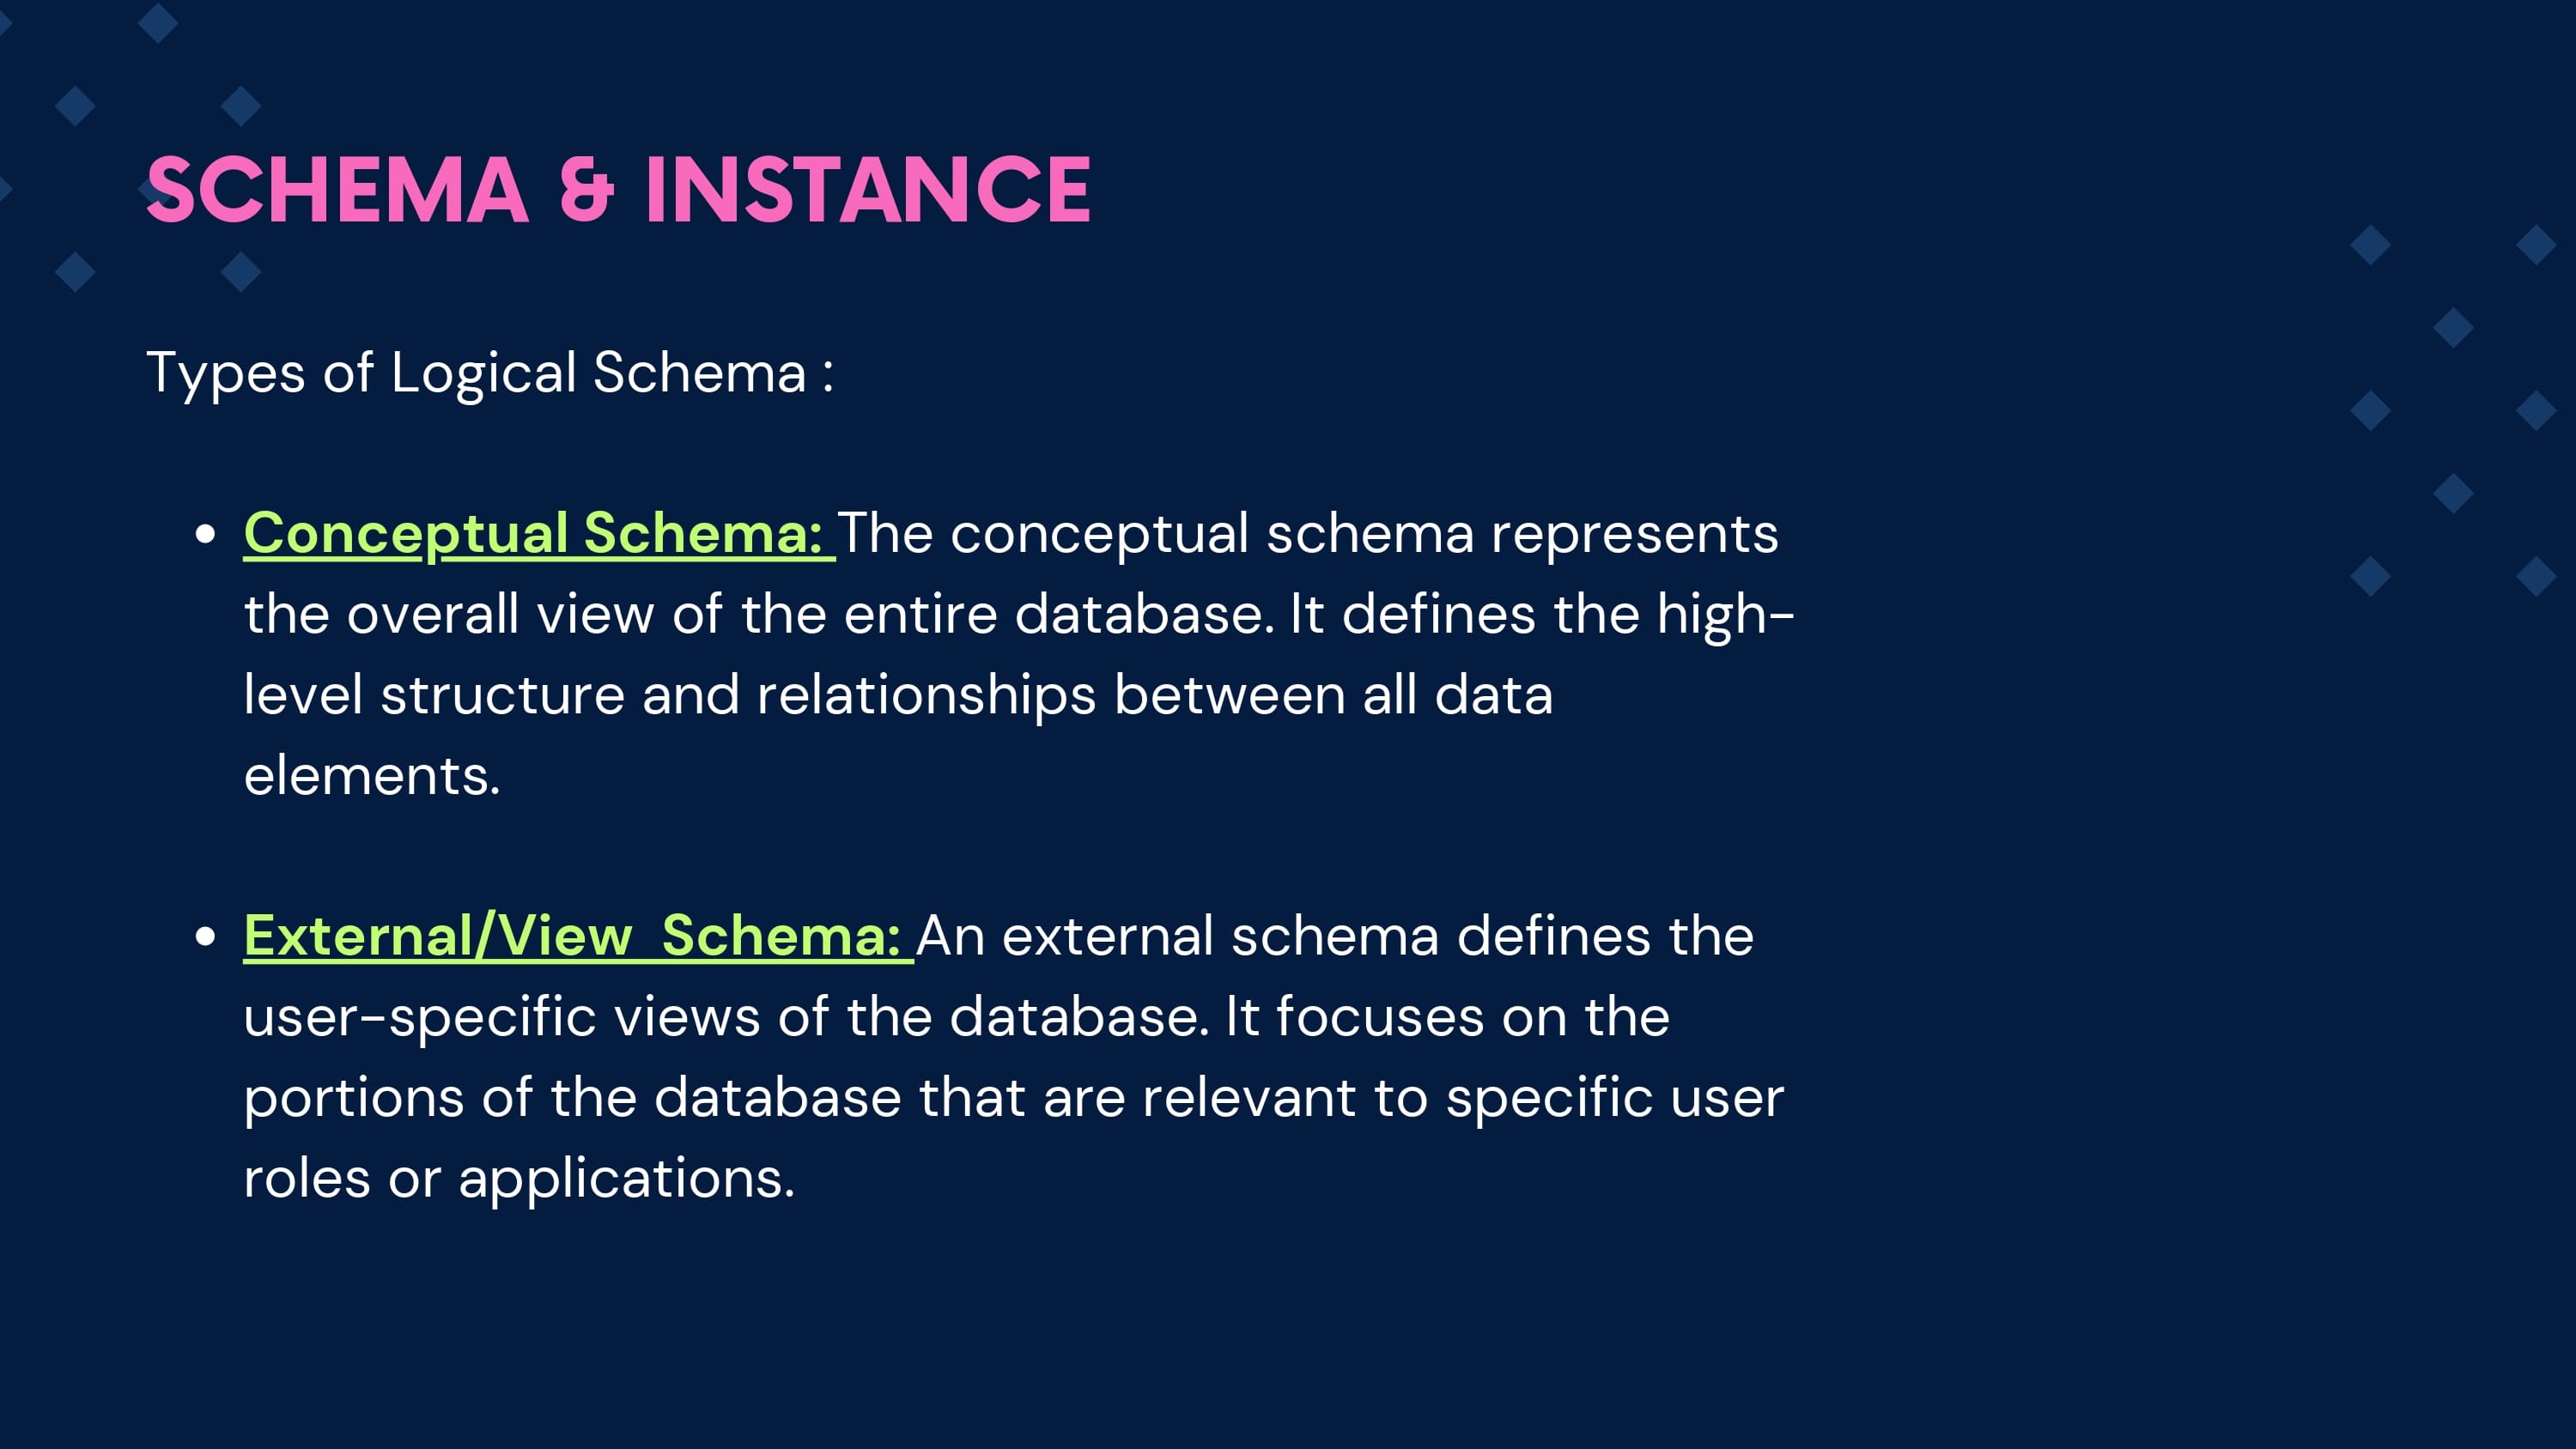 SCHEMA & INSTANCE
Types of Logical Schema :
• Conceptual Schema: The conceptual schema represents
the overall view of the entire database. It defines the high-
level structure and relationships between all data
elements.
• External/View  Schema: An external schema defines the
user-specific views of the database. It focuses on the
portions of the database that are relevant to specific user
roles or applications.